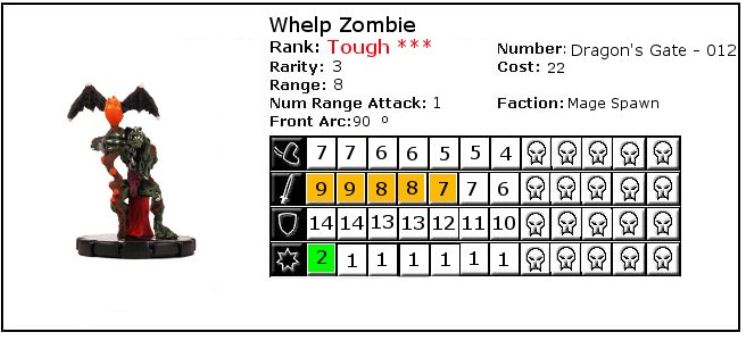 Whelp Zombie
Rank: Tough ***
Number: Dragon's Gate - 012
Rarity: 3
Cost: 22
Range: 8
Num Range Attack: 1
Faction: Mage Spawn
Front Arc:90 º
7 7 6 6 5 5 4
9 9 8 8 7 7 6
14 14 13 13 12 11 10
2 1 1 1 1 1 1